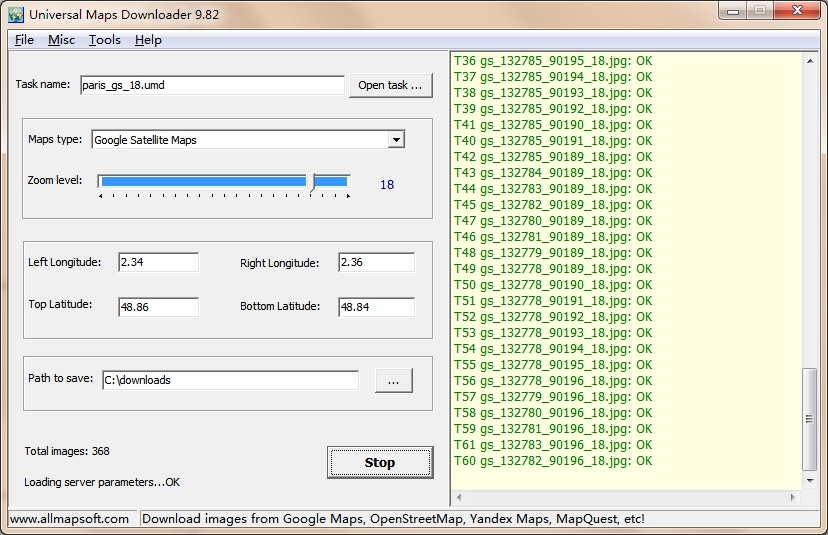 Universal Maps Downloader 9.82
File Misc Tools Help
Task name: paris_gs_18.umd Open task ...
Maps type: Google Satellite Maps
Zoom level: 18
Left Longitude: 2.34 Right Longitude: 2.36
Top Latitude: 48.86 Bottom Latitude: 48.84
Path to save: C:\downloads ...
Total images: 368
Stop
Loading server parameters...OK
T36 gs_132785_90195_18.jpg: OK
T37 gs_132785_90194_18.jpg: OK
T38 gs_132785_90193_18.jpg: OK
T39 gs_132785_90192_18.jpg: OK
T41 gs_132785_90190_18.jpg: OK
T40 gs_132785_90191_18.jpg: OK
T42 gs_132785_90189_18.jpg: OK
T43 gs_132784_90189_18.jpg: OK
T44 gs_132783_90189_18.jpg: OK
T45 gs_132782_90189_18.jpg: OK
T47 gs_132780_90189_18.jpg: OK
T46 gs_132781_90189_18.jpg: OK
T48 gs_132779_90189_18.jpg: OK
T49 gs_132778_90189_18.jpg: OK
T50 gs_132778_90190_18.jpg: OK
T51 gs_132778_90191_18.jpg: OK
T52 gs_132778_90192_18.jpg: OK
T53 gs_132778_90193_18.jpg: OK
T54 gs_132778_90194_18.jpg: OK
T55 gs_132778_90195_18.jpg: OK
T56 gs_132778_90196_18.jpg: OK
T57 gs_132779_90196_18.jpg: OK
T58 gs_132780_90196_18.jpg: OK
T59 gs_132781_90196_18.jpg: OK
T61 gs_132783_90196_18.jpg: OK
T60 gs_132782_90196_18.jpg: OK
www.allmapsoft.com Download images from Google Maps, OpenStreetMap, Yandex Maps, MapQuest, etc!